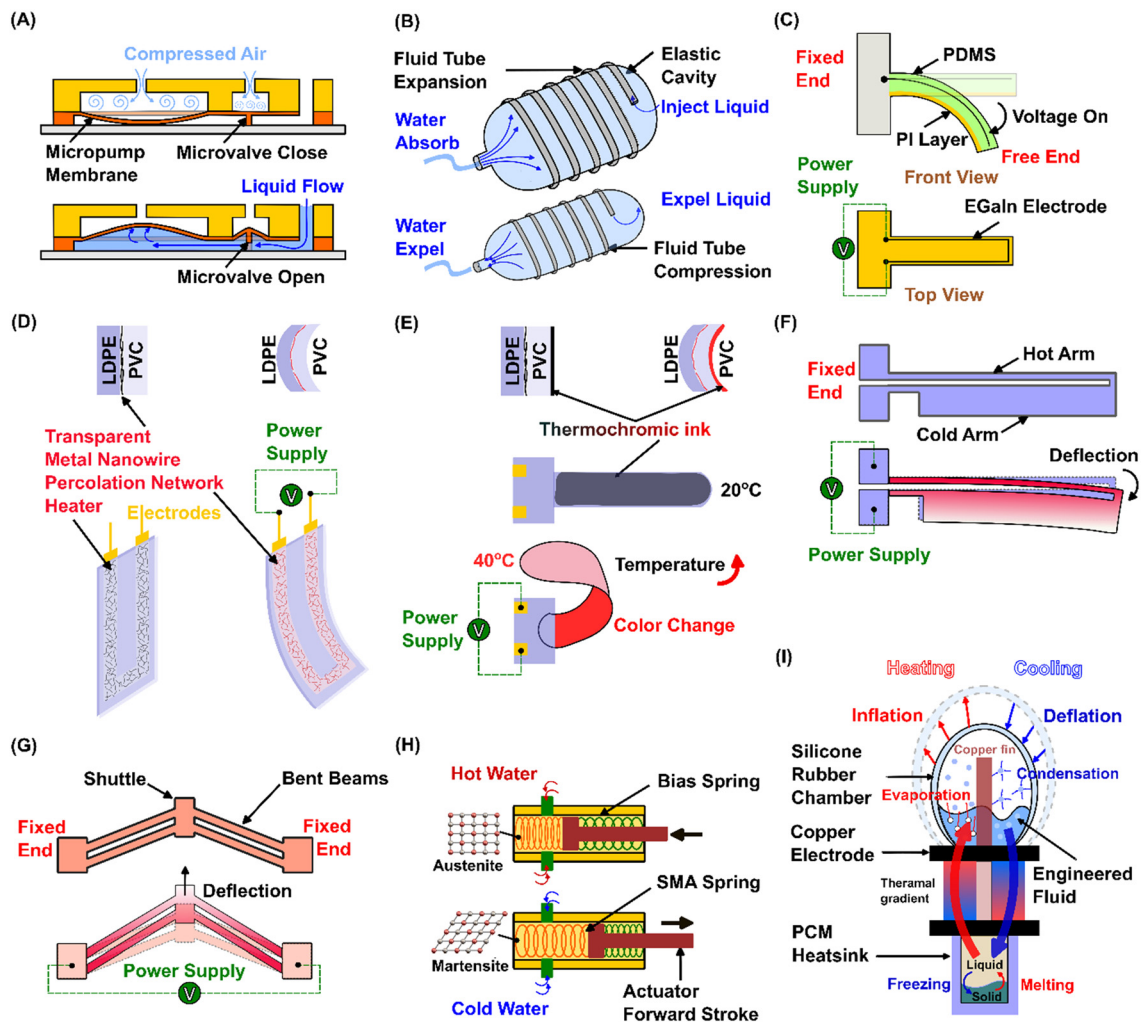 (A)
Compressed Air
Micropump
Membrane
Microvalve Close
Liquid Flow
Microvalve Open
(B)
Fluid Tube
Expansion
Elastic
Cavity
Inject Liquid
Water
Absorb
Expel Liquid
Water
Expel
Fluid Tube
Compression
(C)
Fixed
End
PDMS
Voltage On
PI Layer
Free End
Front View
Power
Supply
EGaIn Electrode
V
Top View
(D)
LDPE
PVC
LDPE
PVC
Transparent
Metal Nanowire
Percolation Network
Heater
Power
Supply
V
Electrodes
(E)
LDPE
PVC
LDPE
PVC
Thermochromic ink
20°C
40°C
Temperature
Power
Supply
V
Color Change
(F)
Hot Arm
Fixed
End
Cold Arm
Deflection
V
Power Supply
(G)
Shuttle
Bent Beams
Fixed
End
Fixed
End
Deflection
Power Supply
V
(H)
Hot Water
Bias Spring
Austenite
SMA Spring
Martensite
Cold Water
Actuator
Forward Stroke
(I)
Heating
Cooling
Inflation
Deflation
Silicone
Rubber
Chamber
Copper fin
Condensation
Evaporation
Copper
Electrode
Engineered
Fluid
Theramal
gradient
PCM
Heatsink
Liquid
Freezing
Melting
Solid